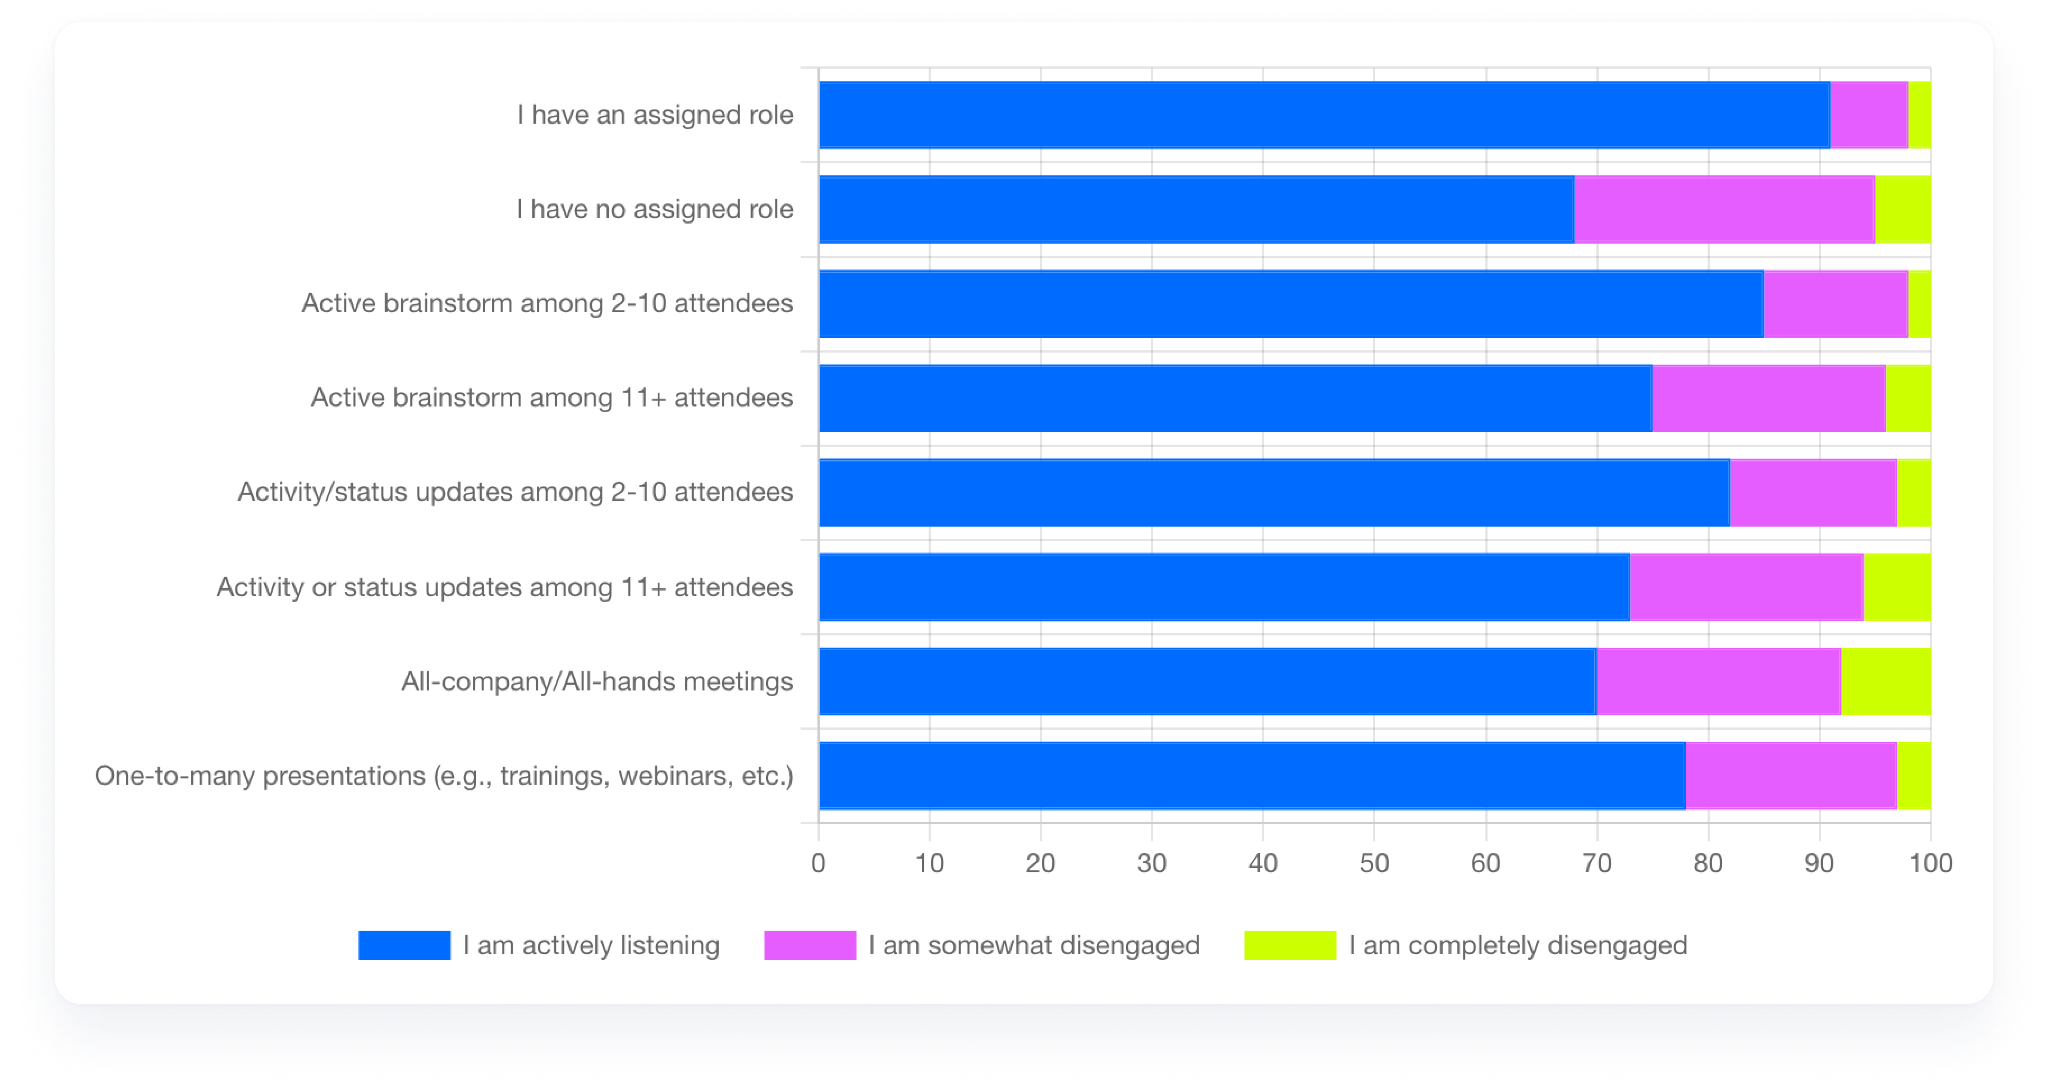 I have an assigned role
I have no assigned role
Active brainstorm among 2-10 attendees
Active brainstorm among 11+ attendees
Activity/status updates among 2-10 attendees
Activity or status updates among 11+ attendees
All-company/All-hands meetings
One-to-many presentations (e.g., trainings, webinars, etc.)
0 10 20 30 40 50 60 70 80 90 100
I am actively listening I am somewhat disengaged I am completely disengaged